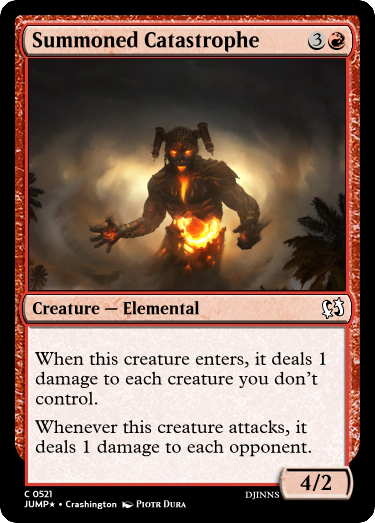 Summoned Catastrophe 3
Creature — Elemental
When this creature enters, it deals 1
damage to each creature you don't
control.
Whenever this creature attacks, it
deals 1 damage to each opponent.
4/2
C 0521
JUMP★ • Crashington Piotr Dura
DJINNS